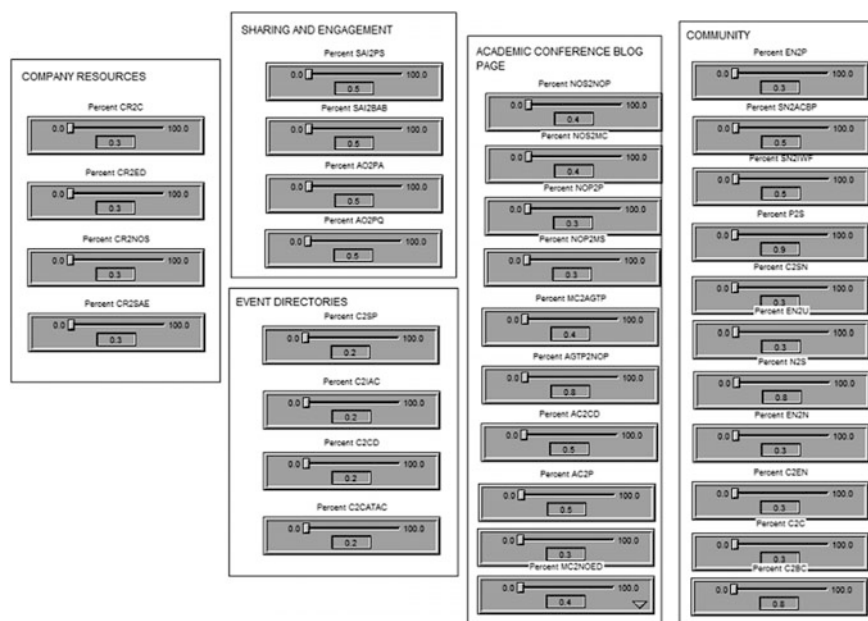 COMPANY RESOURCES
Percent CR2C
0.0 100.0
0.3
Percent CR2ED
0.0 100.0
0.3
Percent CR2NOS
0.0 100.0
0.3
Percent CR2SAE
0.0 100.0
0.3
SHARING AND ENGAGEMENT
Percent SAI2PS
0.0 100.0
0.5
Percent SAI2BAB
0.0 100.0
0.5
Percent AO2PA
0.0 100.0
0.5
Percent AO2PQ
0.0 100.0
0.5
EVENT DIRECTORIES
Percent C2SP
0.0 100.0
0.2
Percent C2IAC
0.0 100.0
0.2
Percent C2CD
0.0 100.0
0.2
Percent C2CATAC
0.0 100.0
0.2
ACADEMIC CONFERENCE BLOG
PAGE
Percent NOS2NOP
0.0 100.0
0.4
Percent NOS2MC
0.0 100.0
0.4
Percent NOP2P
0.0 100.0
0.3
Percent NOP2MS
0.0 100.0
0.3
Percent MC2AGTP
0.0 100.0
0.4
Percent AGTP2NOP
0.0 100.0
0.8
Percent AC2CD
0.0 100.0
0.5
Percent AC2P
0.0 100.0
0.5
0.0 100.0
0.3
Percent MC2NOED
0.0 100.0
0.4
COMMUNITY
Percent EN2P
0.0 100.0
0.3
Percent SN2ACBP
0.0 100.0
0.5
Percent SN2IWF
0.0 100.0
0.5
Percent P2S
0.0 100.0
0.9
Percent C2SN
0.0 100.0
0.3
Percent EN2U
0.0 100.0
0.3
Percent N2S
0.0 100.0
0.8
Percent EN2N
0.0 100.0
0.3
Percent C2EN
0.0 100.0
0.3
Percent C2C
0.0 100.0
0.3
Percent C2BC
0.0 100.0
0.8